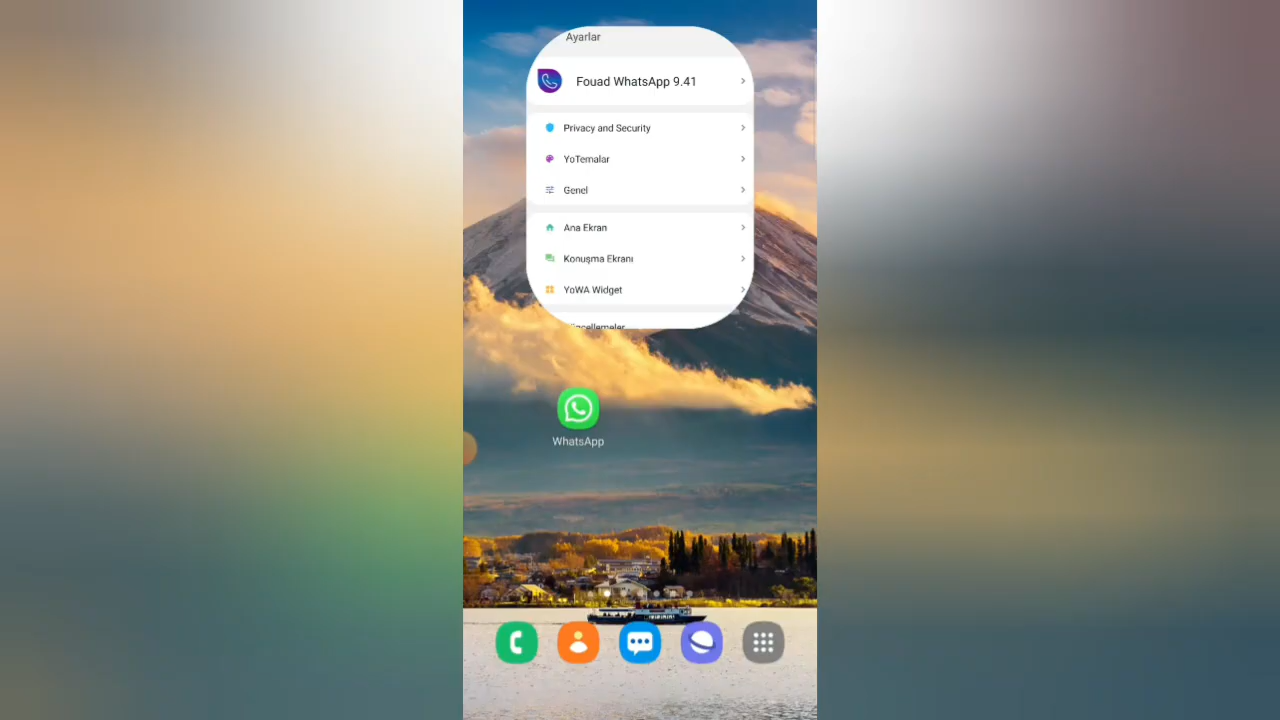 Ayarlar
Fouad WhatsApp 9.41
Privacy and Security
YoTemalar
Genel
Ana Ekran
Konuşma Ekranı
YoWA Widget
WhatsApp